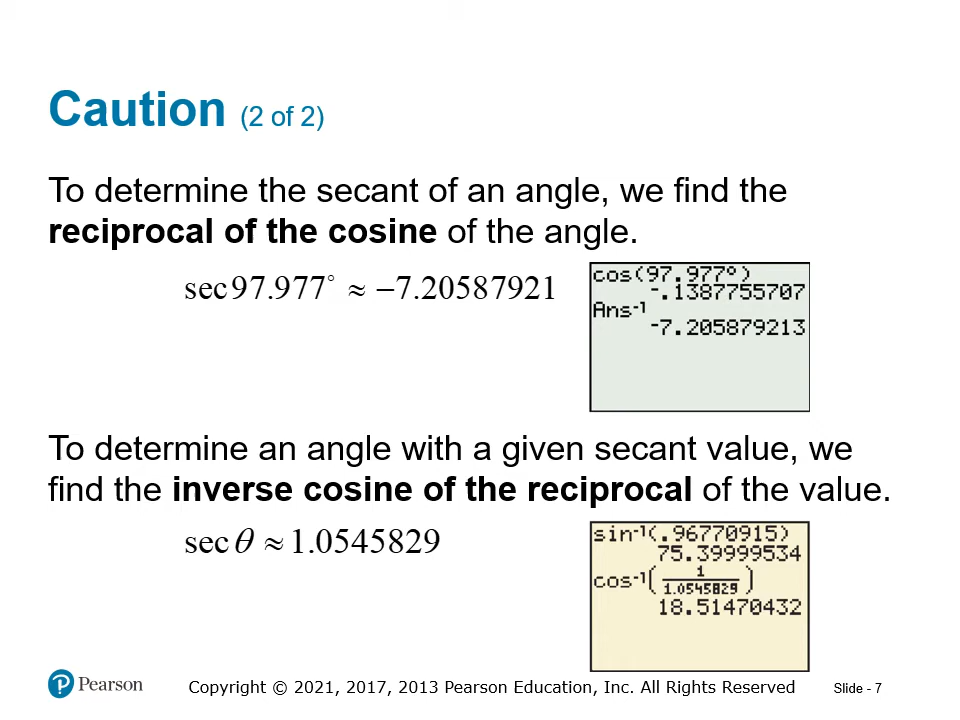 Caution (2 of 2)
To determine the secant of an angle, we find the
reciprocal of the cosine of the angle.
sec 97.977° ≈ −7.20587921
cos(97.977°)
-.1387755707
Ans⁻¹
-7.205879213
To determine an angle with a given secant value, we
find the inverse cosine of the reciprocal of the value.
sec θ ≈ 1.0545829
sin⁻¹(.96770915)
75.39999534
cos⁻¹(1/1.0545829)
18.51470432
Pearson
Copyright © 2021, 2017, 2013 Pearson Education, Inc. All Rights Reserved
Slide - 7